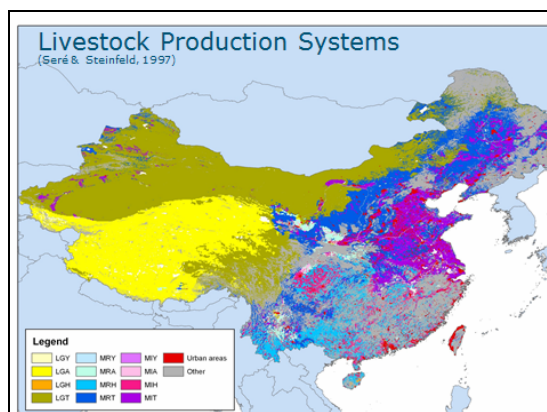 Livestock Production Systems
(Seré & Steinfeld, 1997)
Legend
LGY MRY MIY Urban areas
LGA MRA MIA Other
LGH MRH MIH
LGT MRT MIT